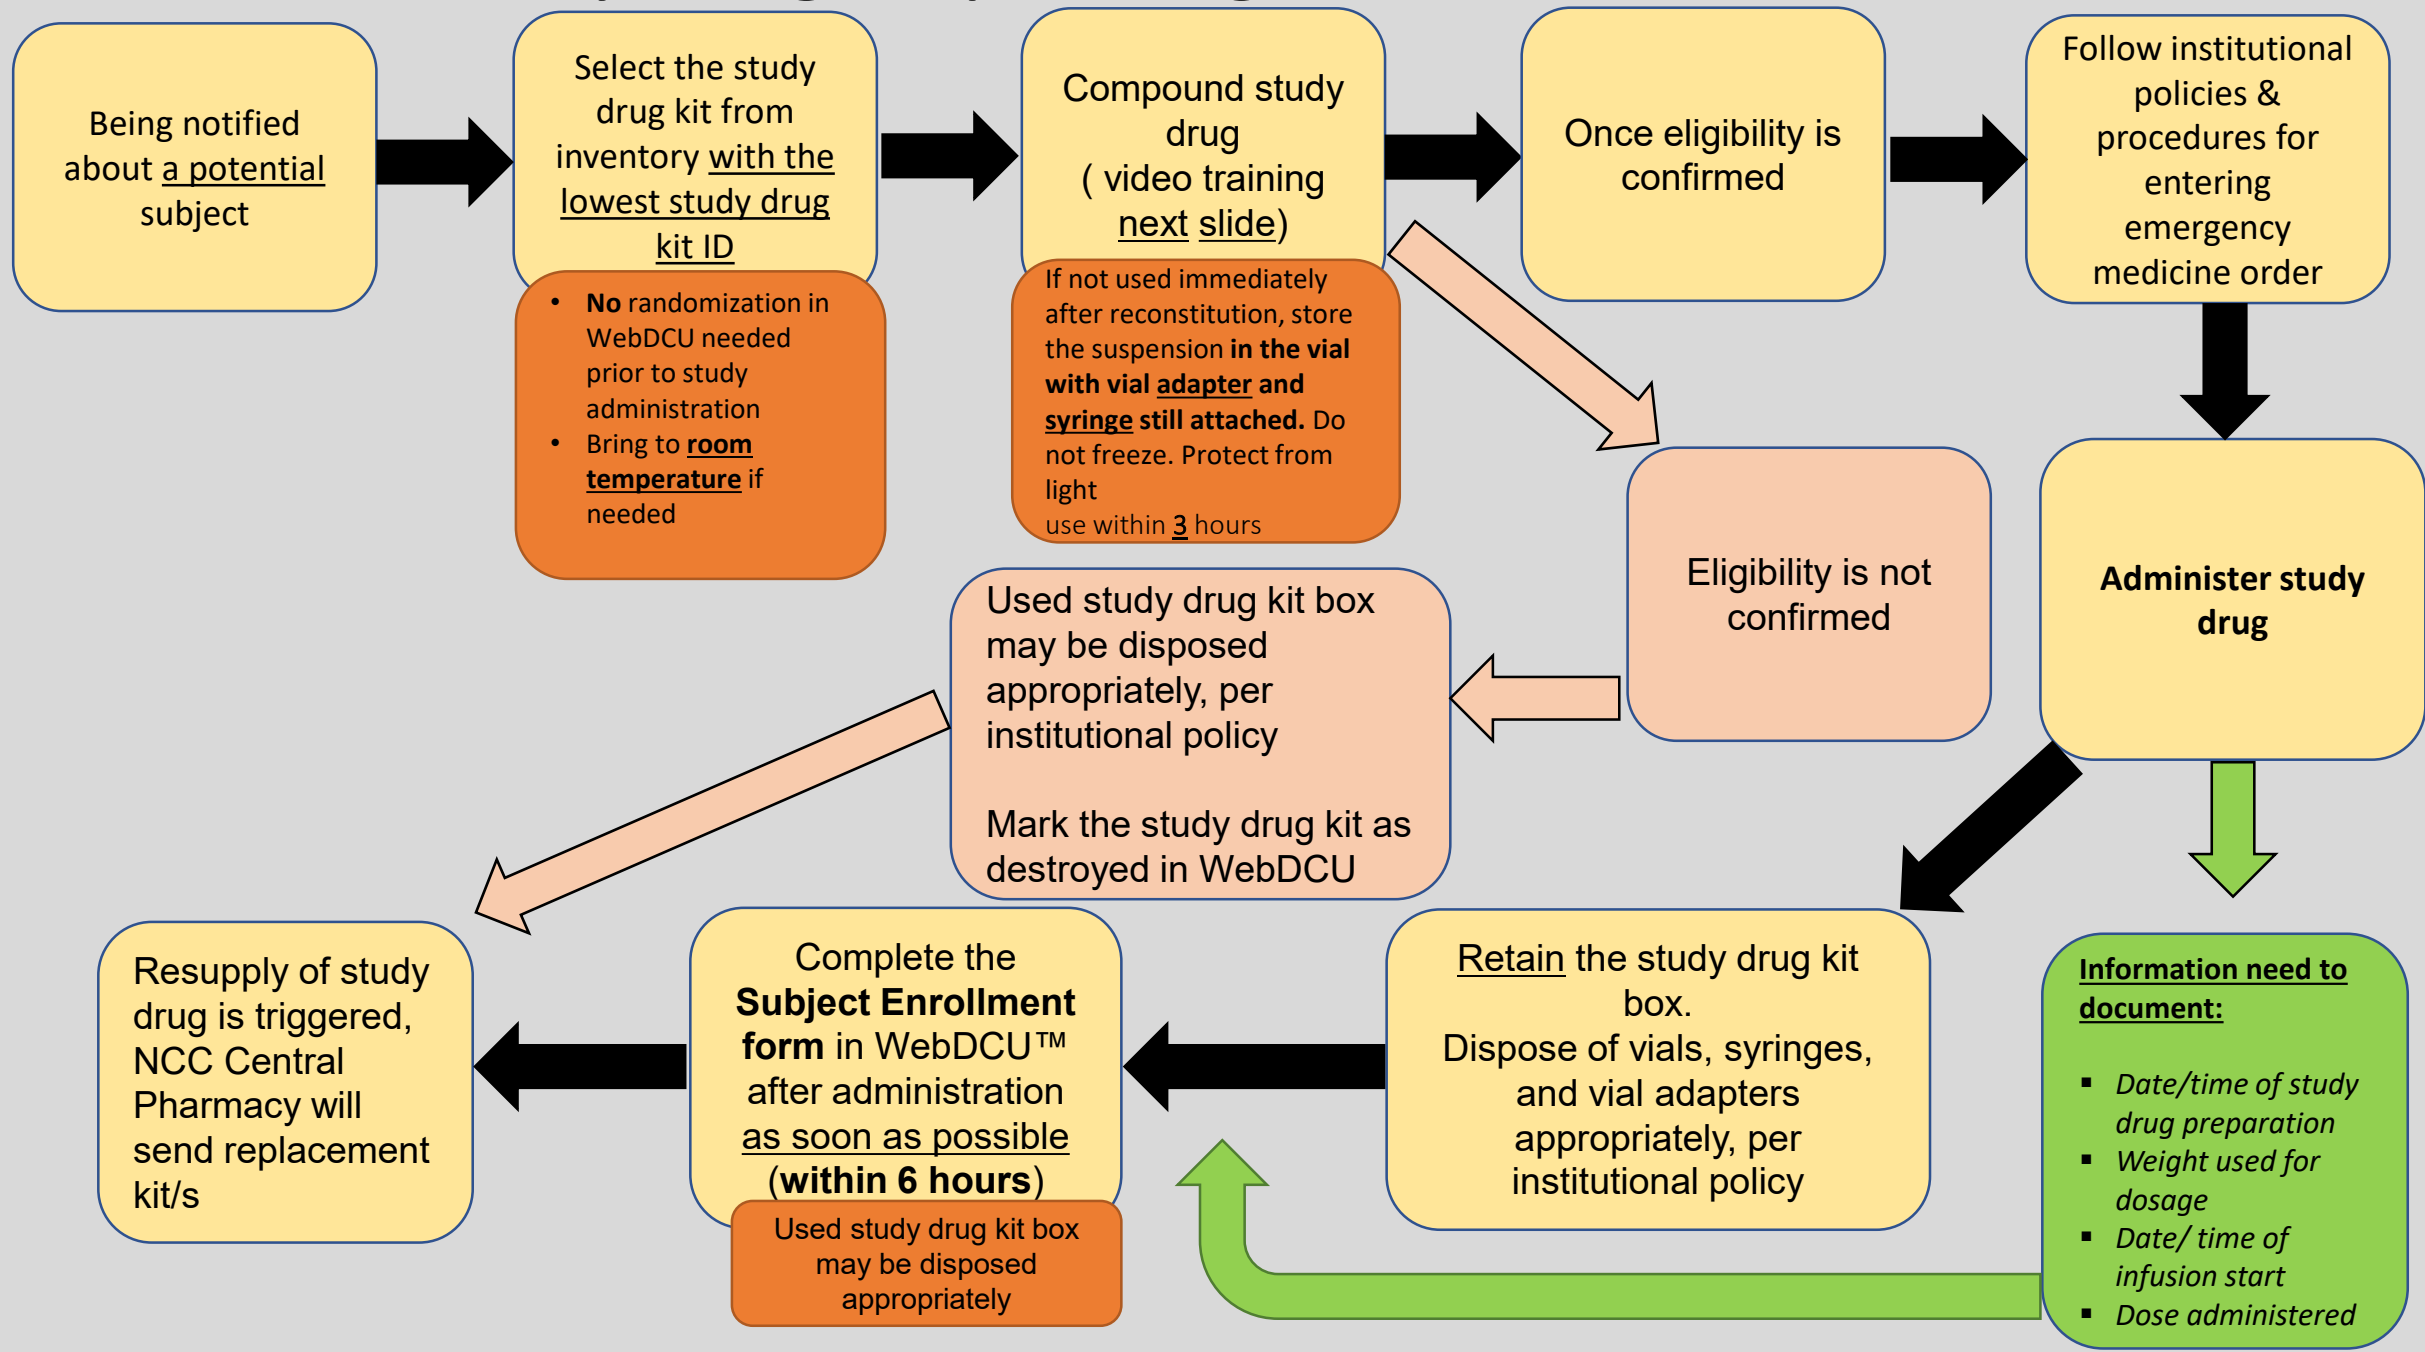 Being notified
about a potential
subject
Select the study
drug kit from
inventory with the
lowest study drug
kit ID
• No randomization in
WebDCU needed
prior to study
administration
• Bring to room
temperature if
needed
Compound study
drug
( video training
next slide)
If not used immediately
after reconstitution, store
the suspension in the vial
with vial adapter and
syringe still attached. Do
not freeze. Protect from
light
use within 3 hours
Once eligibility is
confirmed
Follow institutional
policies &
procedures for
entering
emergency
medicine order
Eligibility is not
confirmed
Administer study
drug
Used study drug kit box
may be disposed
appropriately, per
institutional policy
Mark the study drug kit as
destroyed in WebDCU
Resupply of study
drug is triggered,
NCC Central
Pharmacy will
send replacement
kit/s
Complete the
Subject Enrollment
form in WebDCU™
after administration
as soon as possible
(within 6 hours)
Used study drug kit box
may be disposed
appropriately
Retain the study drug kit
box.
Dispose of vials, syringes,
and vial adapters
appropriately, per
institutional policy
Information need to
document:
▪ Date/time of study
drug preparation
▪ Weight used for
dosage
▪ Date/ time of
infusion start
▪ Dose administered